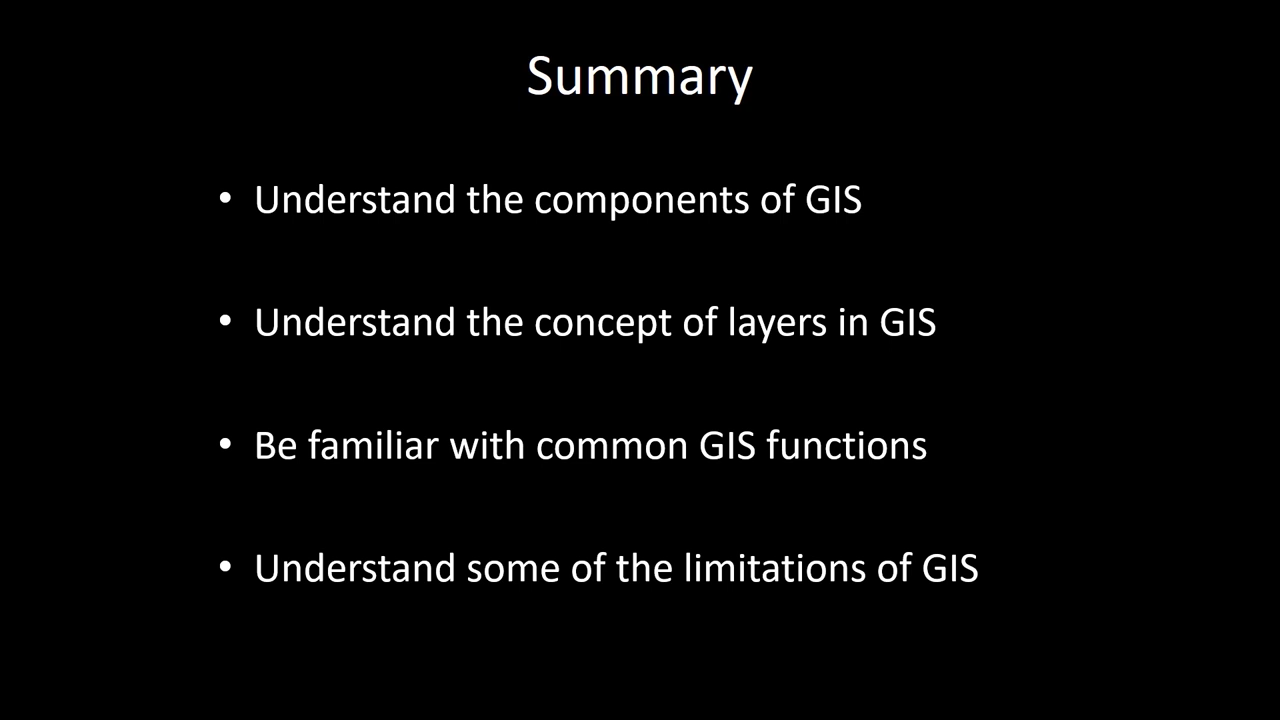 Summary
• Understand the components of GIS
• Understand the concept of layers in GIS
• Be familiar with common GIS functions
• Understand some of the limitations of GIS